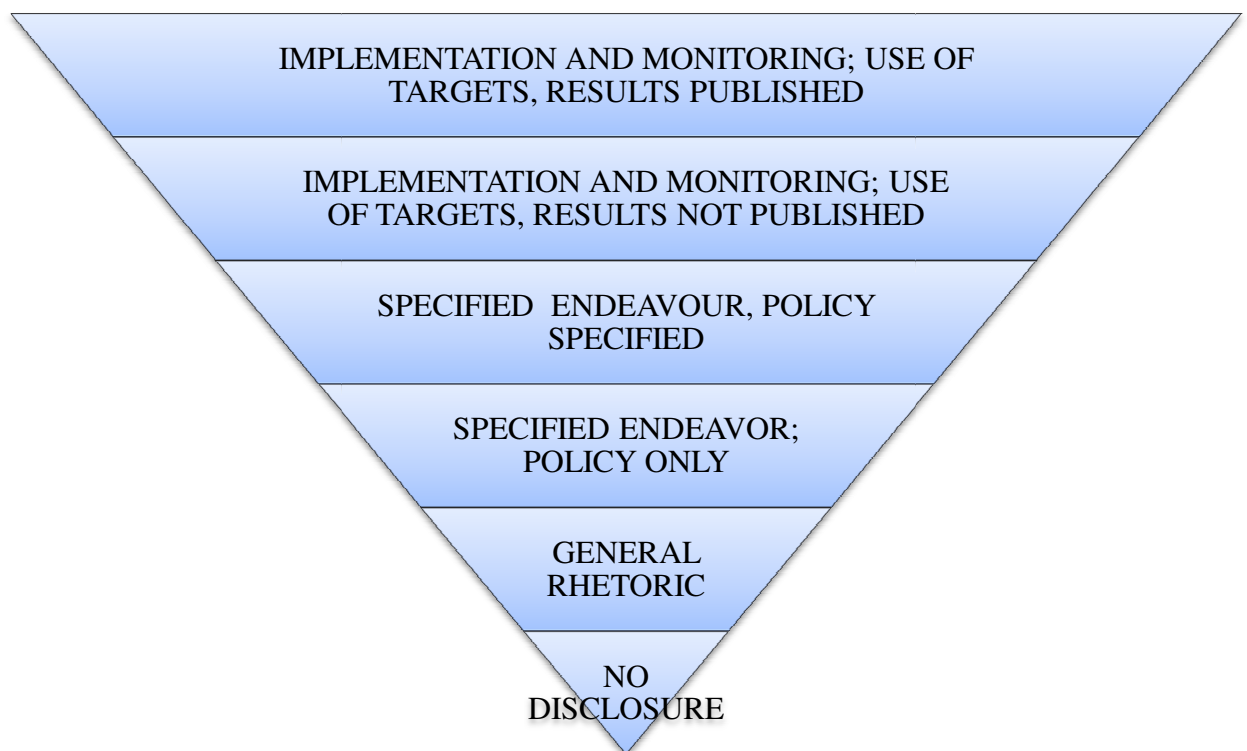 IMPLEMENTATION AND MONITORING; USE OF
TARGETS, RESULTS PUBLISHED
IMPLEMENTATION AND MONITORING; USE
OF TARGETS, RESULTS NOT PUBLISHED
SPECIFIED ENDEAVOUR, POLICY
SPECIFIED
SPECIFIED ENDEAVOR;
POLICY ONLY
GENERAL
RHETORIC
NO
DISCLOSURE